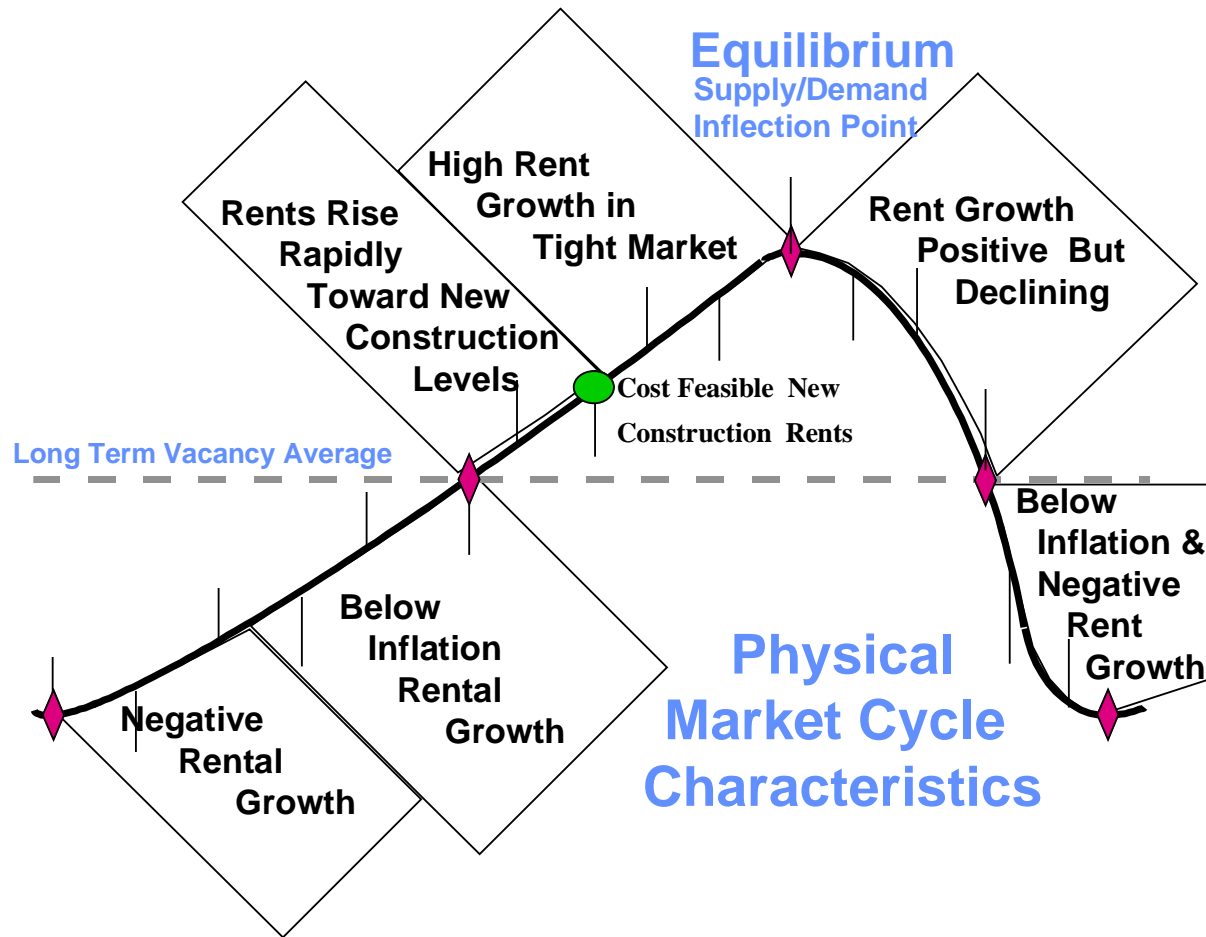 Equilibrium
Supply/Demand
Inflection Point
High Rent
Growth in
Tight Market
Rents Rise
Rapidly
Toward New
Construction
Levels
Rent Growth
Positive But
Declining
Cost Feasible New
Construction Rents
Long Term Vacancy Average
Below
Inflation &
Negative
Rent
Growth
Below
Inflation
Rental
Growth
Negative
Rental
Growth
Physical
Market Cycle
Characteristics